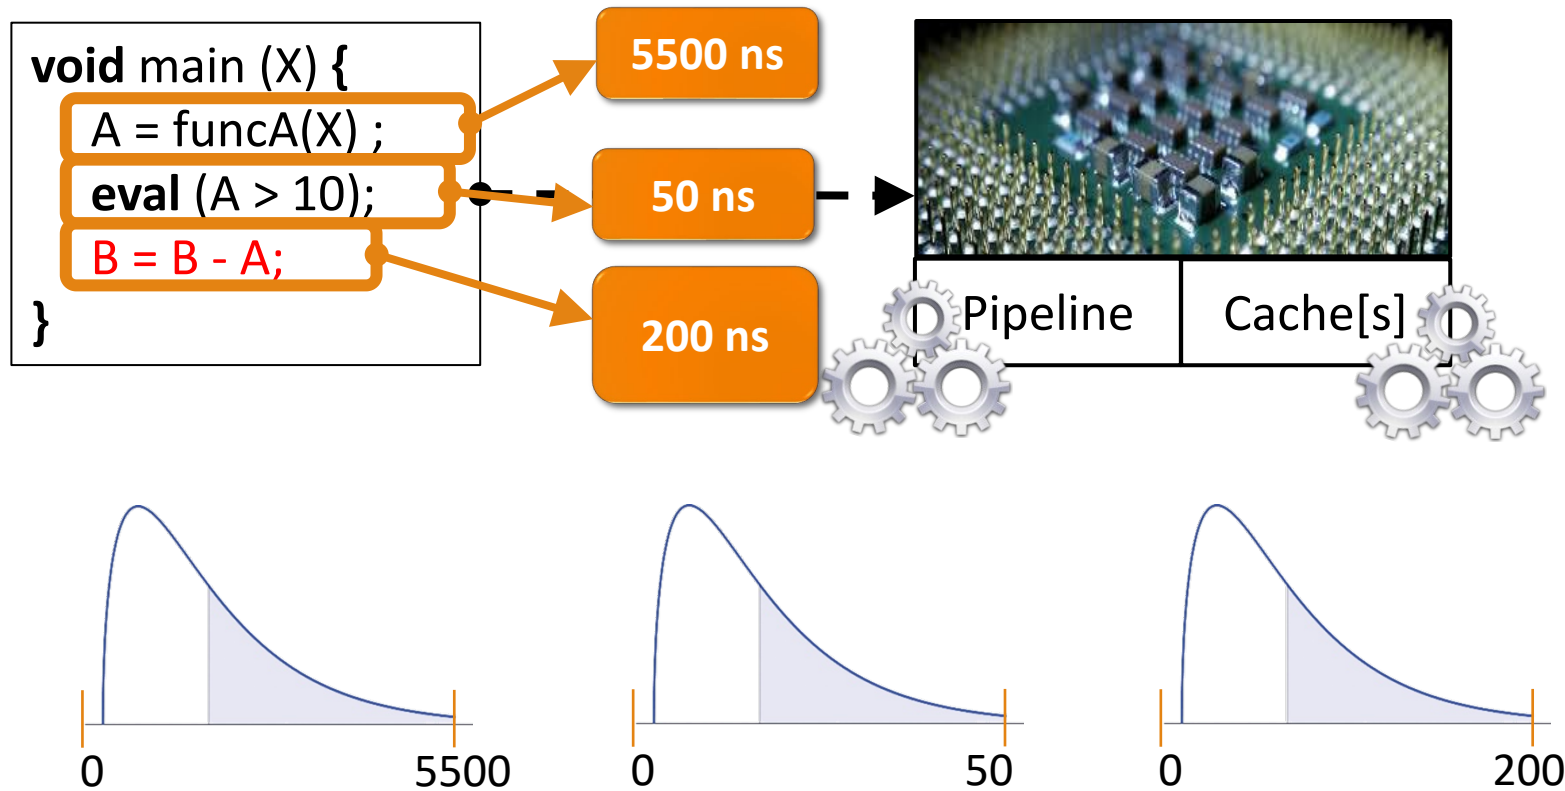 void main (X) {
A = funcA(X) ;
eval (A > 10);
B = B - A;
}
5500 ns
50 ns
200 ns
Pipeline
Cache[s]
0
5500
0
50
0
200